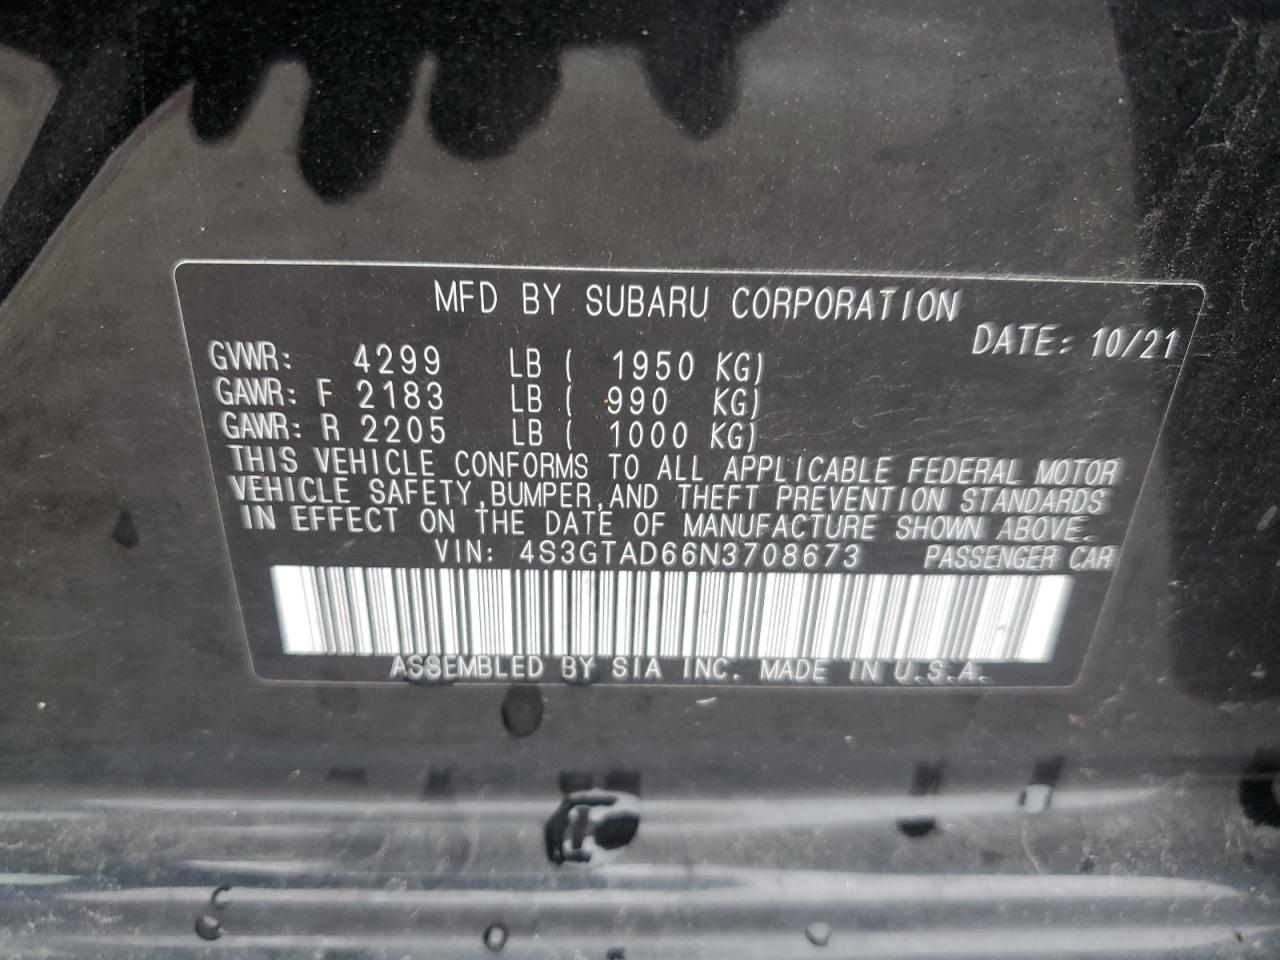 MFD BY SUBARU CORPORATION
DATE: 10/21
GVWR: 4299 LB ( 1950 KG)
GAWR: F 2183 LB ( 990 KG)
GAWR: R 2205 LB ( 1000 KG)
THIS VEHICLE CONFORMS TO ALL APPLICABLE FEDERAL MOTOR
VEHICLE SAFETY, BUMPER, AND THEFT PREVENTION STANDARDS
IN EFFECT ON THE DATE OF MANUFACTURE SHOWN ABOVE.
VIN: 4S3GTAD66N3708673 PASSENGER CAR
ASSEMBLED BY SIA INC. MADE IN U.S.A.